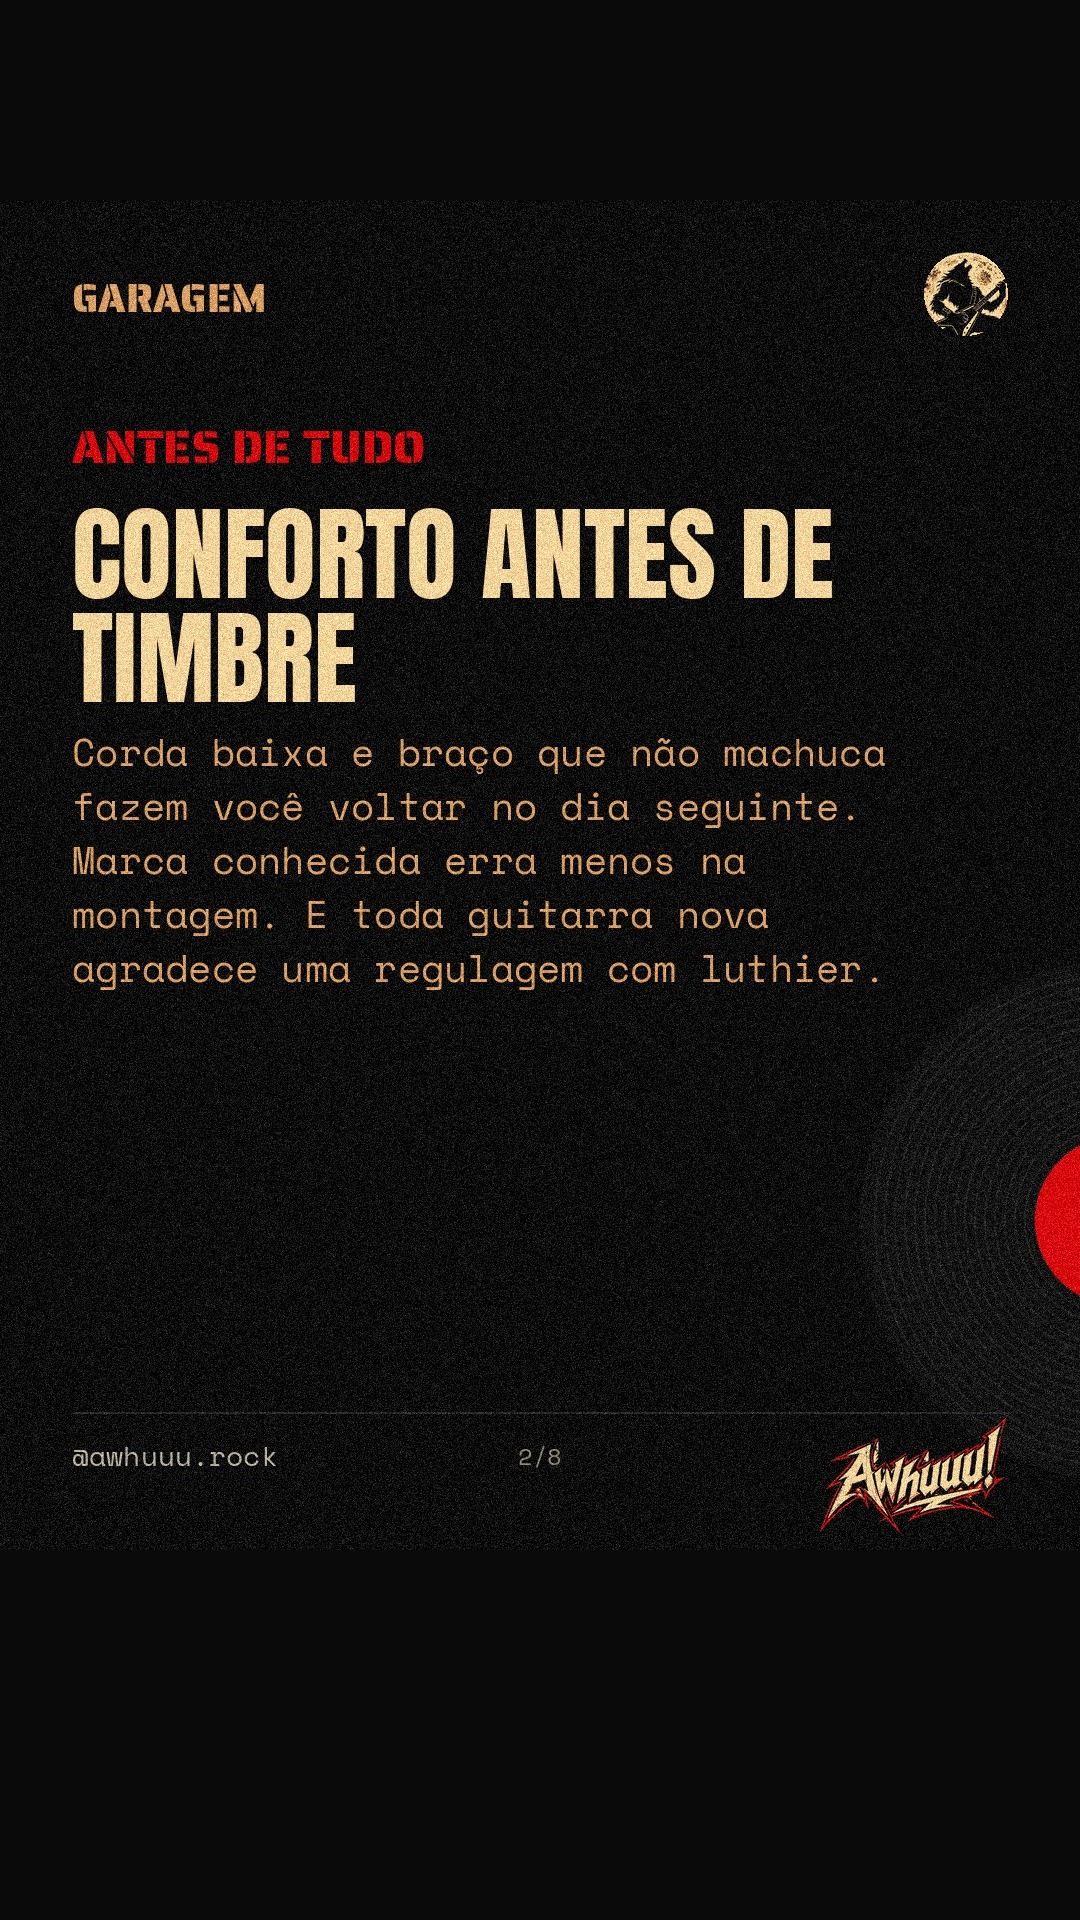 GARAGEM
ANTES DE TUDO
CONFORTO ANTES DE
TIMBRE
Corda baixa e braço que não machuca
fazem você voltar no dia seguinte.
Marca conhecida erra menos na
montagem. E toda guitarra nova
agradece uma regulagem com luthier.
@awhuuu.rock
2/8
Awhuuu!